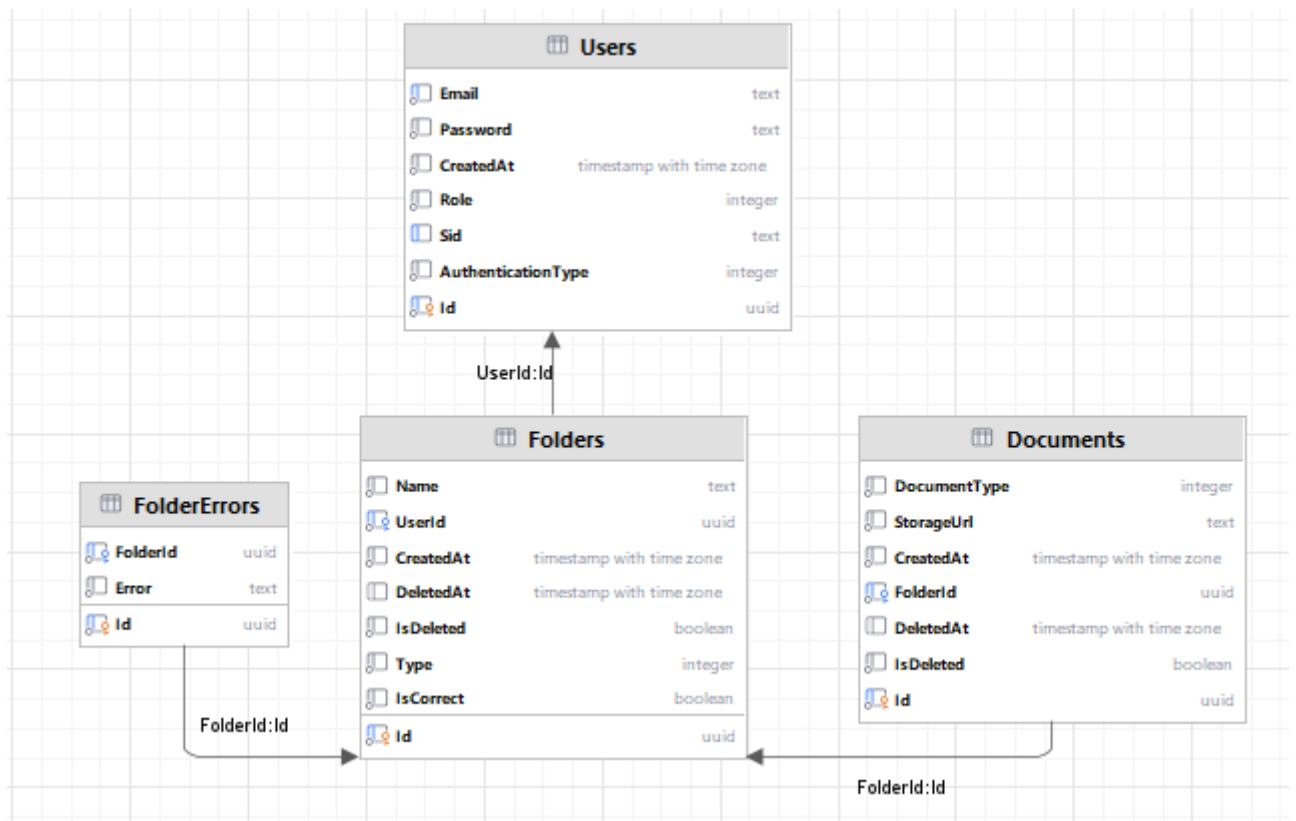 Users
Email text
Password text
CreatedAt timestamp with time zone
Role integer
Sid text
AuthenticationType integer
Id uuid
UserId:Id
Folders
Name text
UserId uuid
CreatedAt timestamp with time zone
DeletedAt timestamp with time zone
IsDeleted boolean
Type integer
IsCorrect boolean
Id uuid
Documents
DocumentType integer
StorageUrl text
CreatedAt timestamp with time zone
FolderId uuid
DeletedAt timestamp with time zone
IsDeleted boolean
Id uuid
FolderErrors
FolderId uuid
Error text
Id uuid
FolderId:Id
FolderId:Id